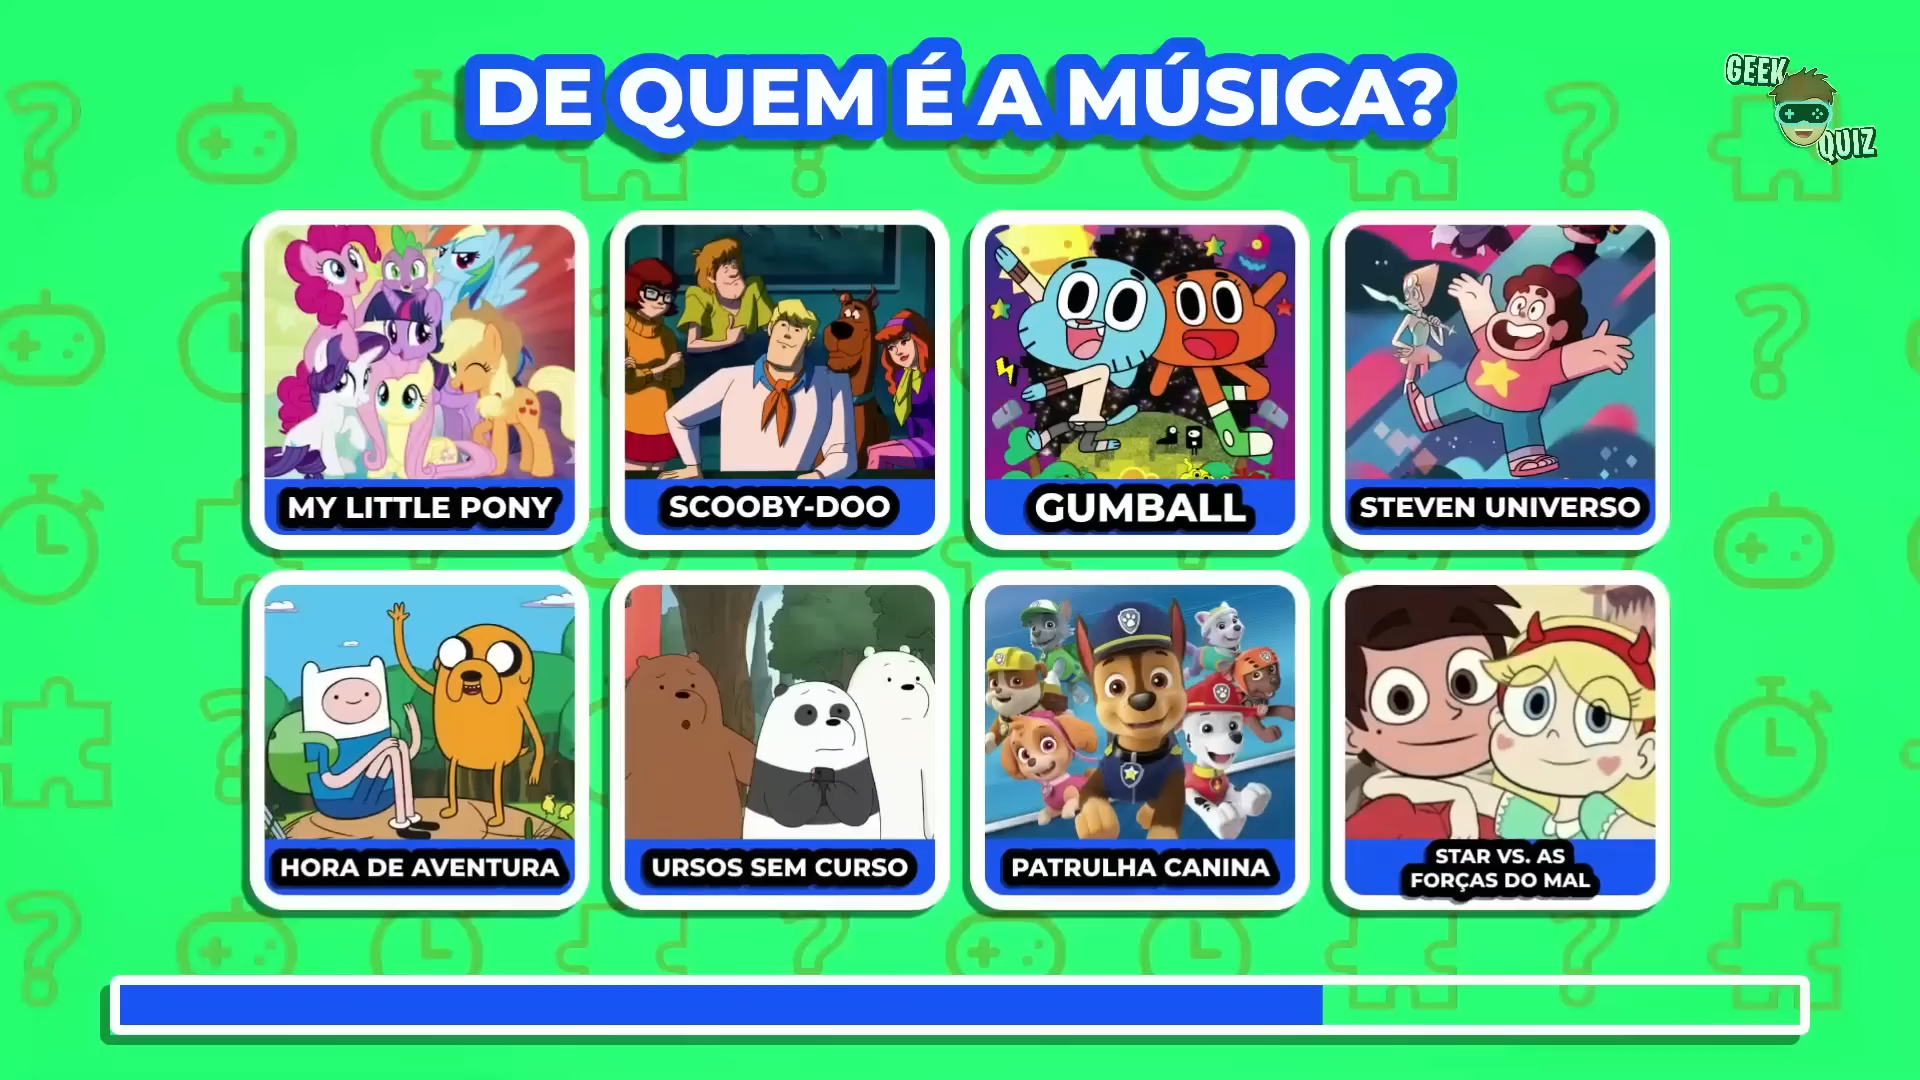 DE QUEM É A MÚSICA?
GEEK
QUIZ
MY LITTLE PONY
SCOOBY-DOO
GUMBALL
STEVEN UNIVERSO
HORA DE AVENTURA
URSOS SEM CURSO
PATRULHA CANINA
STAR VS. AS
FORÇAS DO MAL